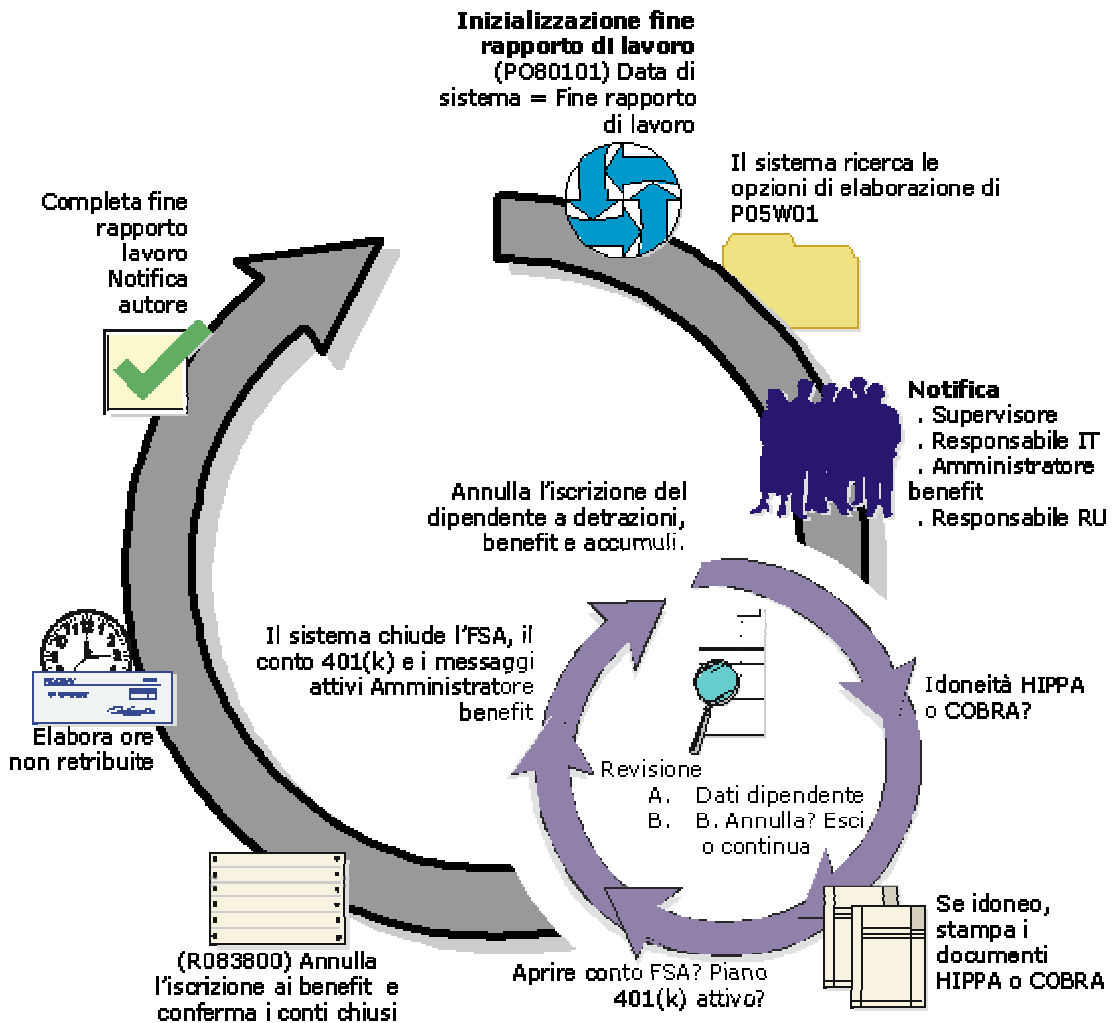 Inizializzazione fine
rapporto di lavoro
(PO80101) Data di
sistema = Fine rapporto
di lavoro
Il sistema ricerca le
opzioni di elaborazione di
P05W01
Notifica
. Supervisore
. Responsabile IT
. Amministratore
benefit
. Responsabile RU
Annulla l'iscrizione del
dipendente a detrazioni,
benefit e accumuli.
Idoneità HIPPA
o COBRA?
Revisione
A. Dati dipendente
B. B. Annulla? Esci
o continua
Se idoneo,
stampa i
documenti
HIPPA o COBRA
Aprire conto FSA? Piano
401(k) attivo?
Il sistema chiude l'FSA, il
conto 401(k) e i messaggi
attivi Amministratore
benefit
(R083800) Annulla
l'iscrizione ai benefit e
conferma i conti chiusi
Elabora ore
non retribuite
Completa fine
rapporto
lavoro
Notifica
autore